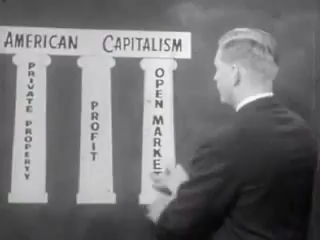 AMERICAN CAPITALISM
PRIVATE PROPERTY
PROFIT
OPEN MARKET